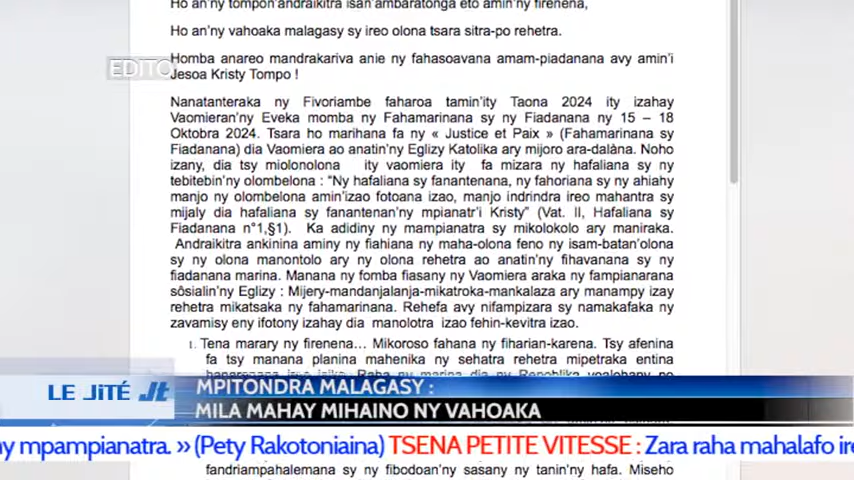 Ho an'ny tompon'andraikitra isan'ambaratonga eto amin'ny firenena,
Ho an'ny vahoaka malagasy sy ireo olona tsara sitra-po rehetra.
EDITO
Homba anareo mandrakariva anie ny fahasoavana amam-piadanana avy amin'i
Jesoa Kristy Tompo !
Nanatanteraka ny Fivoriambe faharoa tamin'ity Taona 2024 ity izahay
Vaomieran'ny Eveka momba ny Fahamarinana sy ny Fiadanana ny 15 – 18
Oktobra 2024. Tsara ho marihana fa ny « Justice et Paix » (Fahamarinana sy
Fiadanana) dia Vaomiera ao anatin'ny Eglizy Katolika ary mijoro ara-dalàna. Noho
izany, dia tsy miolonolona ity vaomiera ity fa mizara ny hafaliana sy ny
tebitebin'ny olombelona : "Ny hafaliana sy fanantenana, ny fahoriana sy ny ahiahy
manjo ny olombelona amin'izao fotoana izao, manjo indrindra ireo mahantra sy
mijaly dia hafaliana sy fanantenan'ny mpianatr'i Kristy" (Vat. II, Hafaliana sy
Fiadanana n°1,§1). Ka adidiny ny mampianatra sy mikolokolo ary maniraka.
Andraikitra ankinina aminy ny fiahiana ny maha-olona feno ny isam-batan'olona
sy ny olona manontolo ary ny olona rehetra ao anatin'ny fihavanana sy ny
fiadanana marina. Manana ny fomba fiasany ny Vaomiera araka ny fampianarana
sôsialin'ny Eglizy : Mijery-mandanjalanja-mikatroka-mankalaza ary manampy izay
rehetra mikatsaka ny fahamarinana. Rehefa avy nifampizara sy namakafaka ny
zavamisy eny ifotony izahay dia manolotra izao fehin-kevitra izao.
1. Tena marary ny firenena… Mikoroso fahana ny fiharian-karena. Tsy afenina
fa tsy manana planina mahenika ny sehatra rehetra mipetraka entina
LE JiTÉ Jt
MPITONDRA MALAGASY :
MILA MAHAY MIHAINO NY VAHOAKA
ny mpampianatra. » (Pety Rakotoniaina) TSENA PETITE VITESSE : Zara raha mahalafo ire
fandriampahalemana sy ny fibodoan'ny sasany ny tanin'ny hafa. Miseho